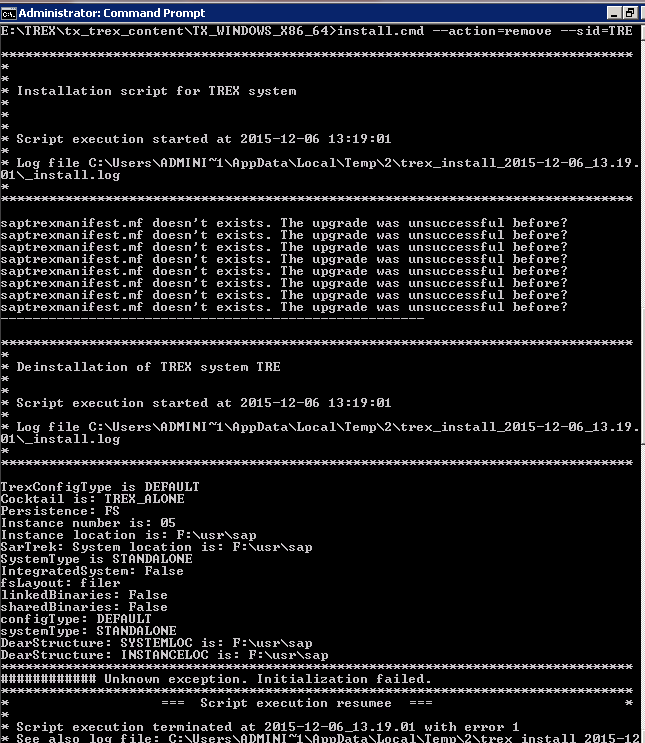 Administrator: Command Prompt
E:\TREX\tx_trex_content\TX_WINDOWS_X86_64>install.cmd --action=remove --sid=TRE
*******************************************************************************
*
*
* Installation script for TREX system
*
*
*
* Script execution started at 2015-12-06 13:19:01
*
* Log file C:\Users\ADMINI~1\AppData\Local\Temp\2\trex_install_2015-12-06_13.19.
01\_install.log
*
*******************************************************************************
saptrexmanifest.mf doesn't exists. The upgrade was unsuccessful before?
saptrexmanifest.mf doesn't exists. The upgrade was unsuccessful before?
saptrexmanifest.mf doesn't exists. The upgrade was unsuccessful before?
saptrexmanifest.mf doesn't exists. The upgrade was unsuccessful before?
saptrexmanifest.mf doesn't exists. The upgrade was unsuccessful before?
saptrexmanifest.mf doesn't exists. The upgrade was unsuccessful before?
saptrexmanifest.mf doesn't exists. The upgrade was unsuccessful before?
saptrexmanifest.mf doesn't exists. The upgrade was unsuccessful before?
-----------------------------------------------------
*******************************************************************************
*
* Deinstallation of TREX system TRE
*
*
* Script execution started at 2015-12-06 13:19:01
*
* Log file C:\Users\ADMINI~1\AppData\Local\Temp\2\trex_install_2015-12-06_13.19.
01\_install.log
*
*******************************************************************************
TrexConfigType is DEFAULT
Cocktail is: TREX_ALONE
Persistence: FS
Instance number is: 05
Instance location is: F:\usr\sap
SarTrek: System location is: F:\usr\sap
SystemType is STANDALONE
IntegratedSystem: False
fsLayout: filer
linkedBinaries: False
sharedBinaries: False
configType: DEFAULT
systemType: STANDALONE
DearStructure: SYSTEMLOC is: F:\usr\sap
DearStructure: INSTANCELOC is: F:\usr\sap
*******************************************************************************
############ Unknown exception. Initialization failed.
*******************************************************************************
* === Script execution resumee === *
*
* Script execution terminated at 2015-12-06_13.19.01 with error 1
* See also log file: C:\Users\ADMINI~1\AppData\Local\Temp\2\trex_install_2015-12